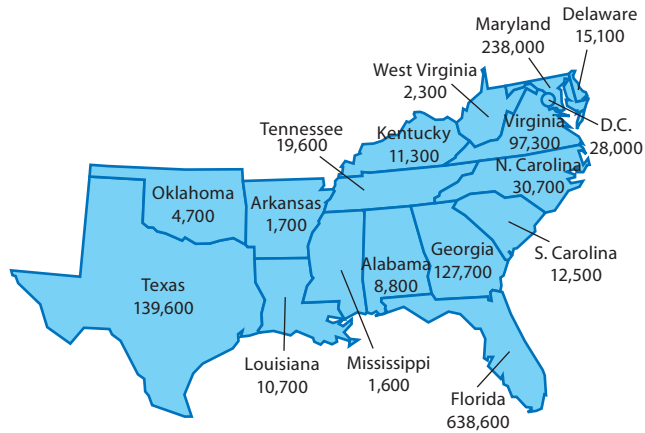 Maryland
238,000
Delaware
15,100
West Virginia
2,300
Tennessee
19,600
Kentucky
11,300
Virginia
97,300
D.C.
28,000
N. Carolina
30,700
Oklahoma
4,700
Arkansas
1,700
Texas
139,600
Alabama
8,800
Georgia
127,700
S. Carolina
12,500
Louisiana
10,700
Mississippi
1,600
Florida
638,600